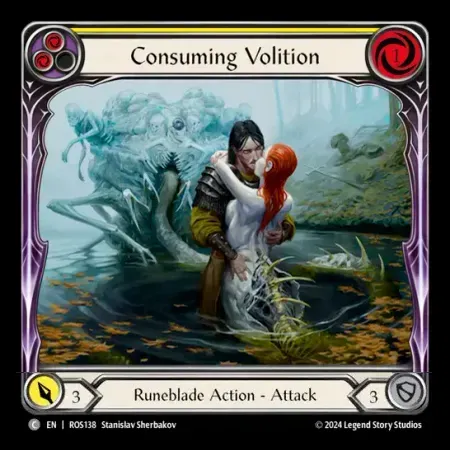 Consuming Volition
1
3
Runeblade Action - Attack
3
C EN | ROS138 Stanislav Sherbakov
© 2024 Legend Story Studios